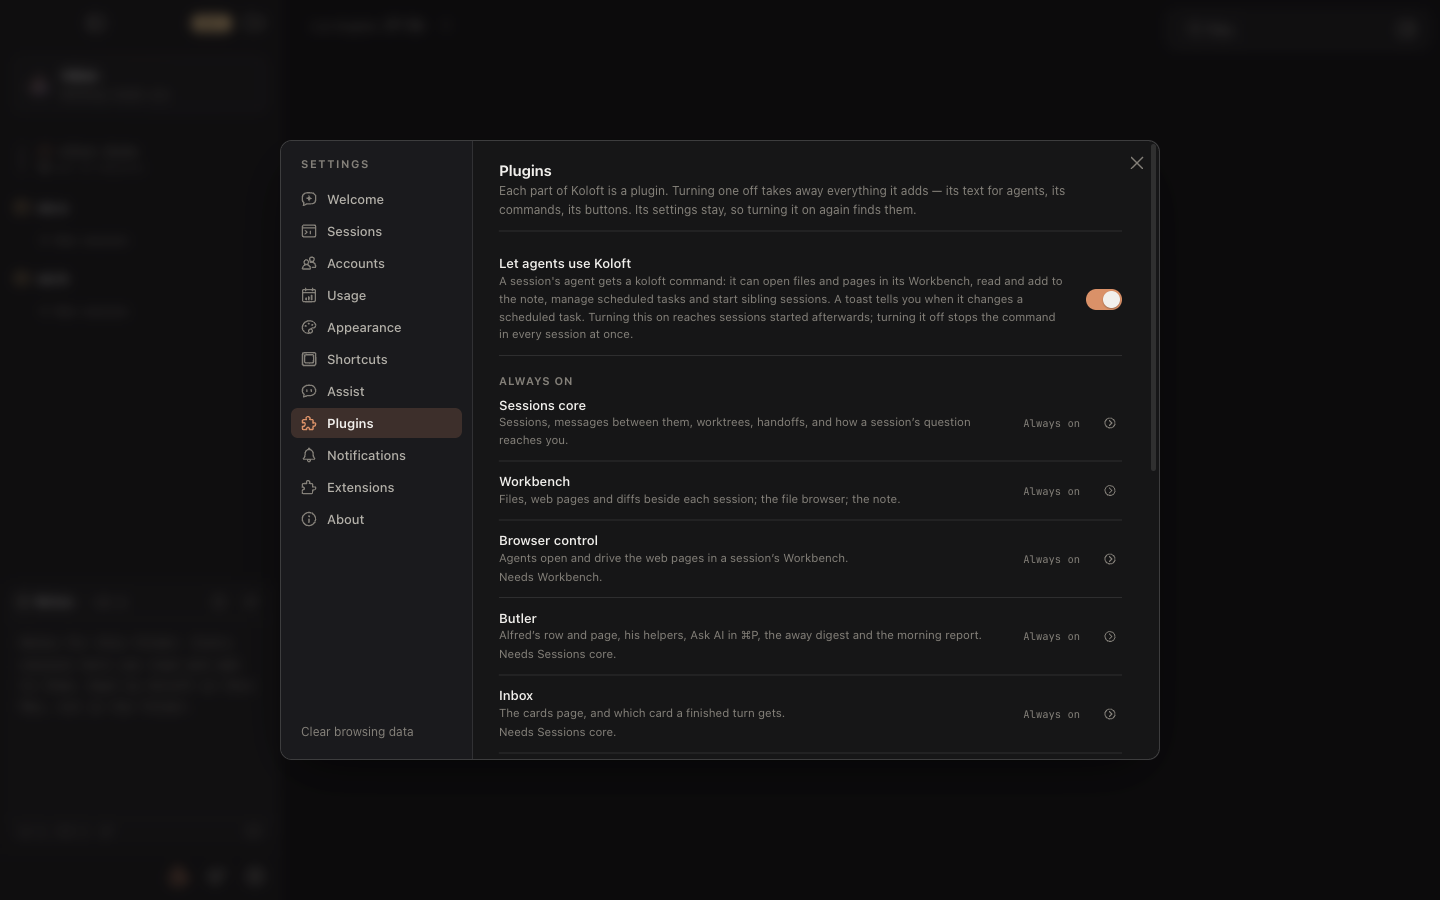 SETTINGS
Welcome
Sessions
Accounts
Usage
Appearance
Shortcuts
Assist
Plugins
Notifications
Extensions
About
Clear browsing data
Plugins
Each part of Koloft is a plugin. Turning one off takes away everything it adds — its text for agents, its
commands, its buttons. Its settings stay, so turning it on again finds them.
Let agents use Koloft
A session's agent gets a koloft command: it can open files and pages in its Workbench, read and add to
the note, manage scheduled tasks and start sibling sessions. A toast tells you when it changes a
scheduled task. Turning this on reaches sessions started afterwards; turning it off stops the command
in every session at once.
ALWAYS ON
Sessions core
Sessions, messages between them, worktrees, handoffs, and how a session's question
reaches you.
Always on
Workbench
Files, web pages and diffs beside each session; the file browser; the note.
Always on
Browser control
Agents open and drive the web pages in a session's Workbench.
Needs Workbench.
Always on
Butler
Alfred's row and page, his helpers, Ask AI in ⌘P, the away digest and the morning report.
Needs Sessions core.
Always on
Inbox
The cards page, and which card a finished turn gets.
Needs Sessions core.
Always on